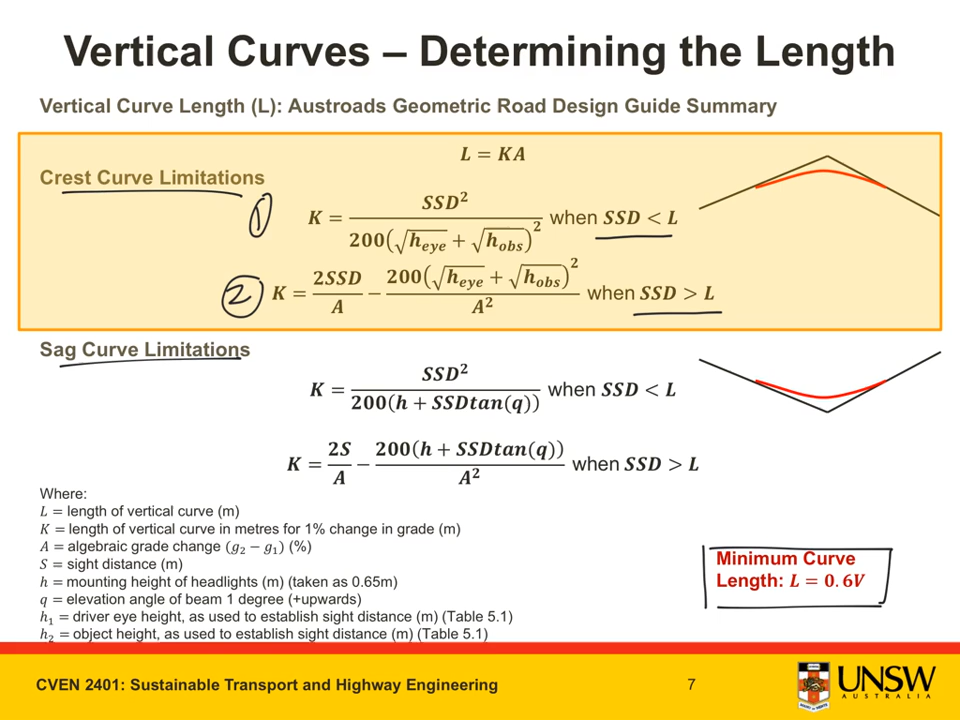 Vertical Curves – Determining the Length
Vertical Curve Length (L): Austroads Geometric Road Design Guide Summary
L = KA
Crest Curve Limitations
1) K = SSD² / 200(√h_eye + √h_obs)² when SSD < L
2. K = 2SSD / A − 200(√h_eye + √h_obs)² / A² when SSD > L
Sag Curve Limitations
K = SSD² / 200(h + SSDtan(q)) when SSD < L
K = 2S / A − 200(h + SSDtan(q)) / A² when SSD > L
Where:
L = length of vertical curve (m)
K = length of vertical curve in metres for 1% change in grade (m)
A = algebraic grade change (g₂ − g₁) (%)
S = sight distance (m)
h = mounting height of headlights (m) (taken as 0.65m)
q = elevation angle of beam 1 degree (+upwards)
h₁ = driver eye height, as used to establish sight distance (m) (Table 5.1)
h₂ = object height, as used to establish sight distance (m) (Table 5.1)
Minimum Curve
Length: L = 0.6V
CVEN 2401: Sustainable Transport and Highway Engineering
7
UNSW
AUSTRALIA